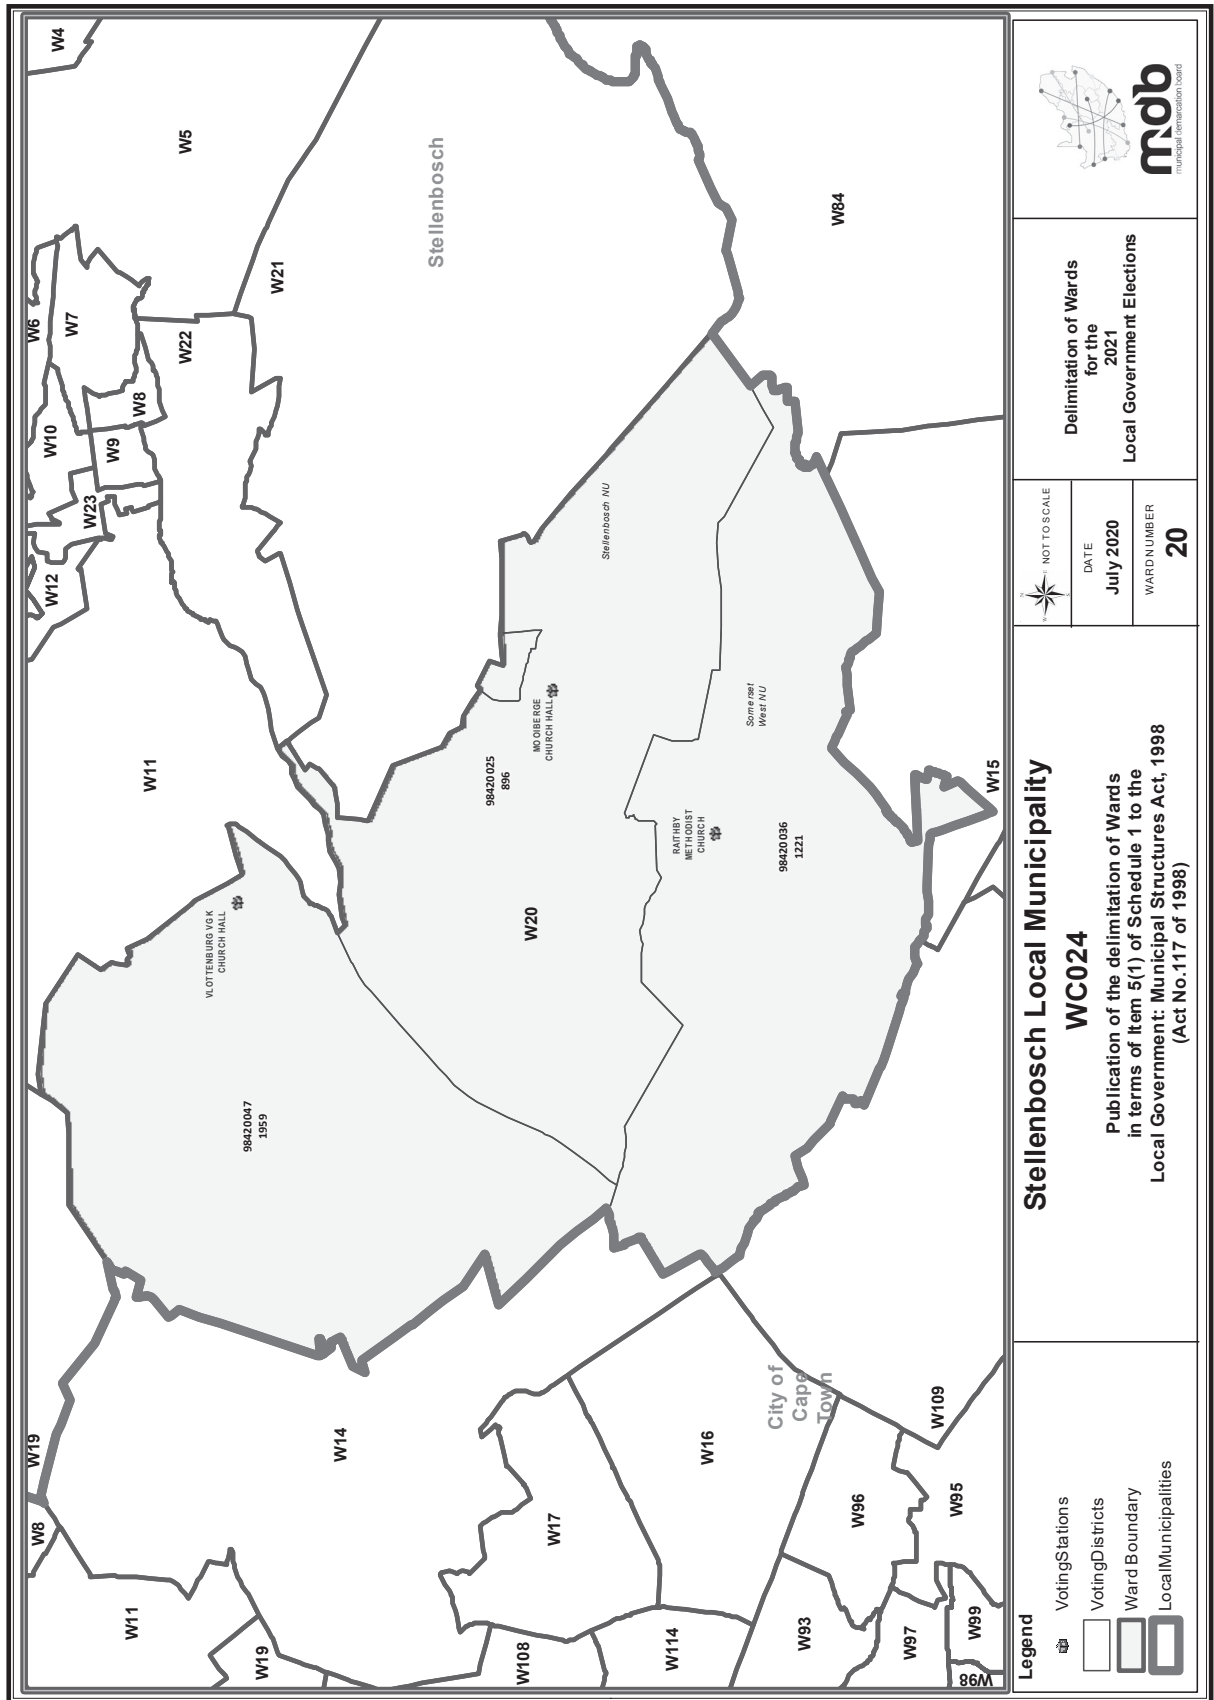 W4
W5
W6
W7
W8
W9
W10
W12
W23
W22
W21
W11
Stellenbosch
W84
Stellenbosch NU
MOOIBERGE
CHURCH HALL
98420025
896
Somerset
West NU
RAITHBY
METHODIST
CHURCH
98420036
1221
W15
W20
VLOTTENBURG VGK
CHURCH HALL
98420047
1959
W19
W8
W14
W11
W19
W17
W16
W108
W114
City of
Cape
Town
W109
W96
W95
W93
W97
W99
W98
Legend
VotingStations
VotingDistricts
Ward Boundary
LocalMunicipalities
Stellenbosch Local Municipality
WC024
Publication of the delimitation of Wards
in terms of Item 5(1) of Schedule 1 to the
Local Government: Municipal Structures Act, 1998
(Act No.117 of 1998)
N
E
S
W
NOT TO SCALE
DATE
July 2020
WARD NUMBER
20
Delimitation of Wards
for the
2021
Local Government Elections
mdb
municipal demarcation board